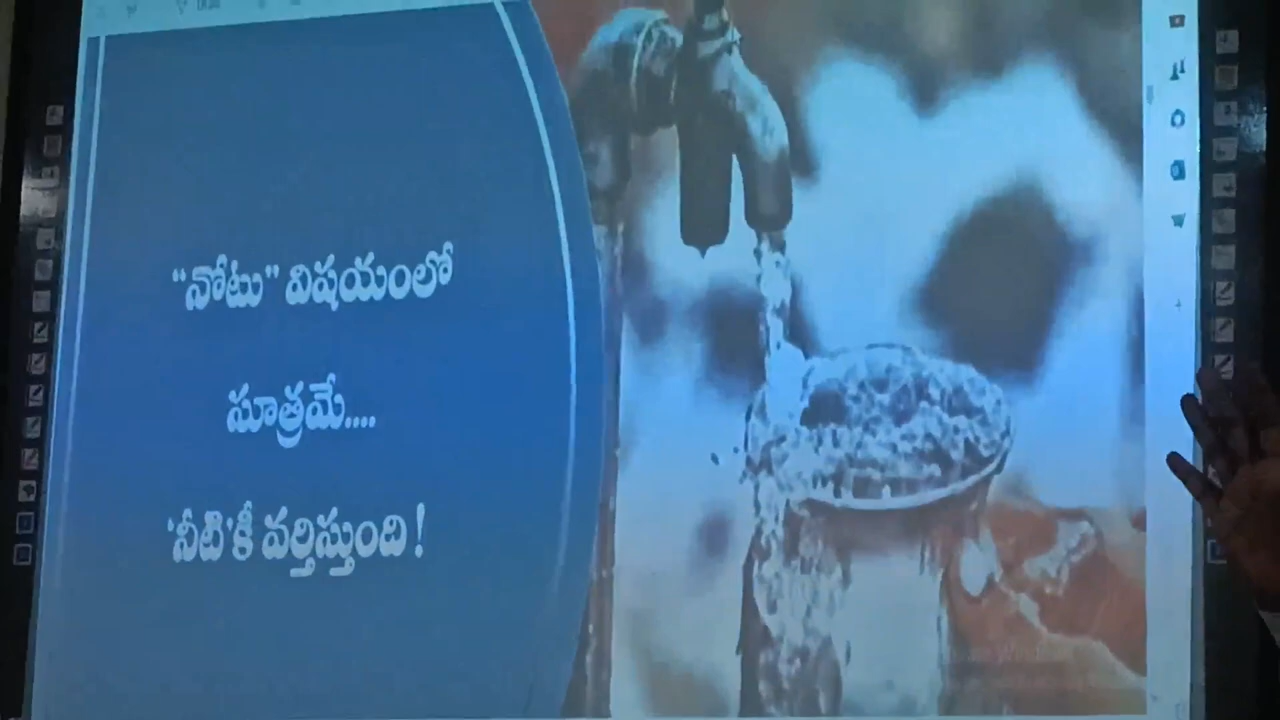 “నోటు” విషయంలో
సూత్రమే....
‘నీటి’కీ వర్తిస్తుంది !